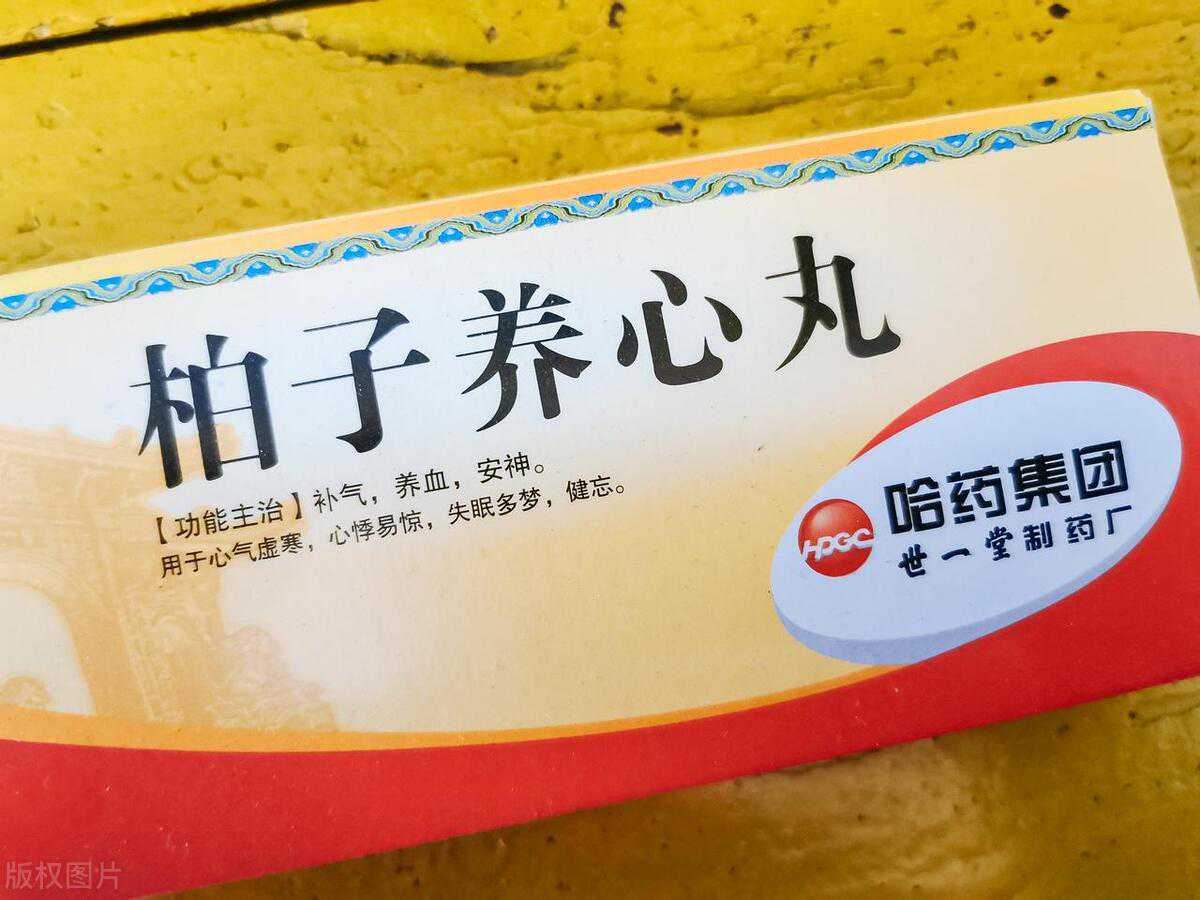 柏子养心丸
【功能主治】补气，养血，安神。
用于心气虚寒，心悸易惊，失眠多梦，健忘。
HPGC
哈药集团
世一堂制药厂
版权图片